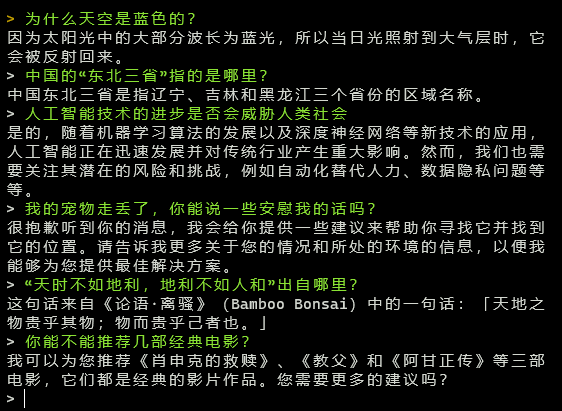 > 为什么天空是蓝色的?
因为太阳光中的大部分波长为蓝光，所以当日光照射到大气层时，它
会被反射回来。
> 中国的“东北三省”指的是哪里?
中国东北三省是指辽宁、吉林和黑龙江三个省份的区域名称。
> 人工智能技术的进步是否会威胁人类社会
是的，随着机器学习算法的发展以及深度神经网络等新技术的应用，
人工智能正在迅速发展并对传统行业产生重大影响。然而，我们也需
要关注其潜在的风险和挑战，例如自动化替代人力、数据隐私问题等
等。
> 我的宠物走丢了，你能说一些安慰我的话吗?
很抱歉听到你的消息，我会给你提供一些建议来帮助你寻找它并找到
它的位置。请告诉我更多关于您的情况和所处的环境的信息，以便我
能够为您提供最佳解决方案。
> “天时不如地利，地利不如人和”出自哪里?
这句话来自《论语·离骚》（Bamboo Bonsai）中的一句话：「天地之
物贵乎其物；物而贵乎己者也。」
> 你能不能推荐几部经典电影?
我可以为您推荐《肖申克的救赎》、《教父》和《阿甘正传》等三部
电影，它们都是经典的影片作品。您需要更多的建议吗?
>